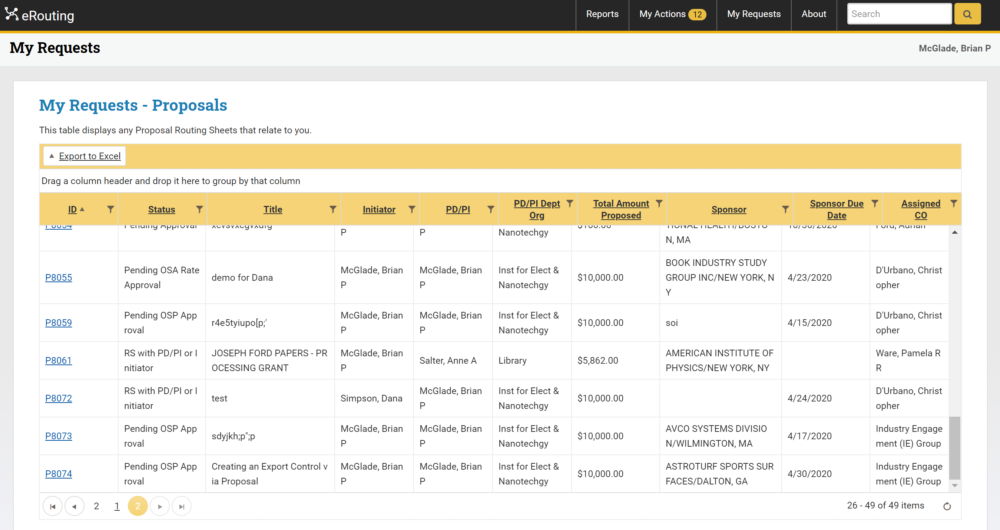 eRouting
Reports
My Actions 12
My Requests
About
Search
My Requests
McGlade, Brian P
My Requests - Proposals
This table displays any Proposal Routing Sheets that relate to you.
Export to Excel
Drag a column header and drop it here to group by that column
ID
Status
Title
Initiator
PD/PI
PD/PI Dept
Org
Total Amount
Proposed
Sponsor
Sponsor Due
Date
Assigned
CO
P8054
Pending Approval
P
P
Nanotechgy
$100.00
TIONAL HEALTH/BOSTO
N, MA
10/30/2020
Ford, Adrian
P8055
Pending OSA Rate
Approval
demo for Dana
McGlade, Brian
P
McGlade, Brian
P
Inst for Elect &
Nanotechgy
$10,000.00
BOOK INDUSTRY STUDY
GROUP INC/NEW YORK, N
Y
4/23/2020
D'Urbano, Christ
opher
P8059
Pending OSP App
roval
r4e5tyiupo[p;'
McGlade, Brian
P
McGlade, Brian
P
Inst for Elect &
Nanotechgy
$10,000.00
soi
4/15/2020
D'Urbano, Christ
opher
P8061
RS with PD/PI or I
nitiator
JOSEPH FORD PAPERS - PR
OCESSING GRANT
McGlade, Brian
P
Salter, Anne A
Library
$5,862.00
AMERICAN INSTITUTE OF
PHYSICS/NEW YORK, NY
Ware, Pamela R
R
P8072
RS with PD/PI or I
nitiator
test
Simpson, Dana
McGlade, Brian
P
Inst for Elect &
Nanotechgy
$10,000.00
4/24/2020
D'Urbano, Christ
opher
P8073
Pending OSP App
roval
sdyjkh;p";p
McGlade, Brian
P
McGlade, Brian
P
Inst for Elect &
Nanotechgy
$10,000.00
AVCO SYSTEMS DIVISIO
N/WILMINGTON, MA
4/17/2020
Industry Engage
ment (IE) Group
P8074
Pending OSP App
roval
Creating an Export Control v
ia Proposal
McGlade, Brian
P
McGlade, Brian
P
Inst for Elect &
Nanotechgy
$10,000.00
ASTROTURF SPORTS SUR
FACES/DALTON, GA
4/30/2020
Industry Engage
ment (IE) Group
2 1 2
26 - 49 of 49 items